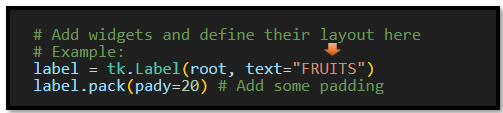 # Add widgets and define their layout here
# Example:
label = tk.Label(root, text="FRUITS")
label.pack(pady=20) # Add some padding